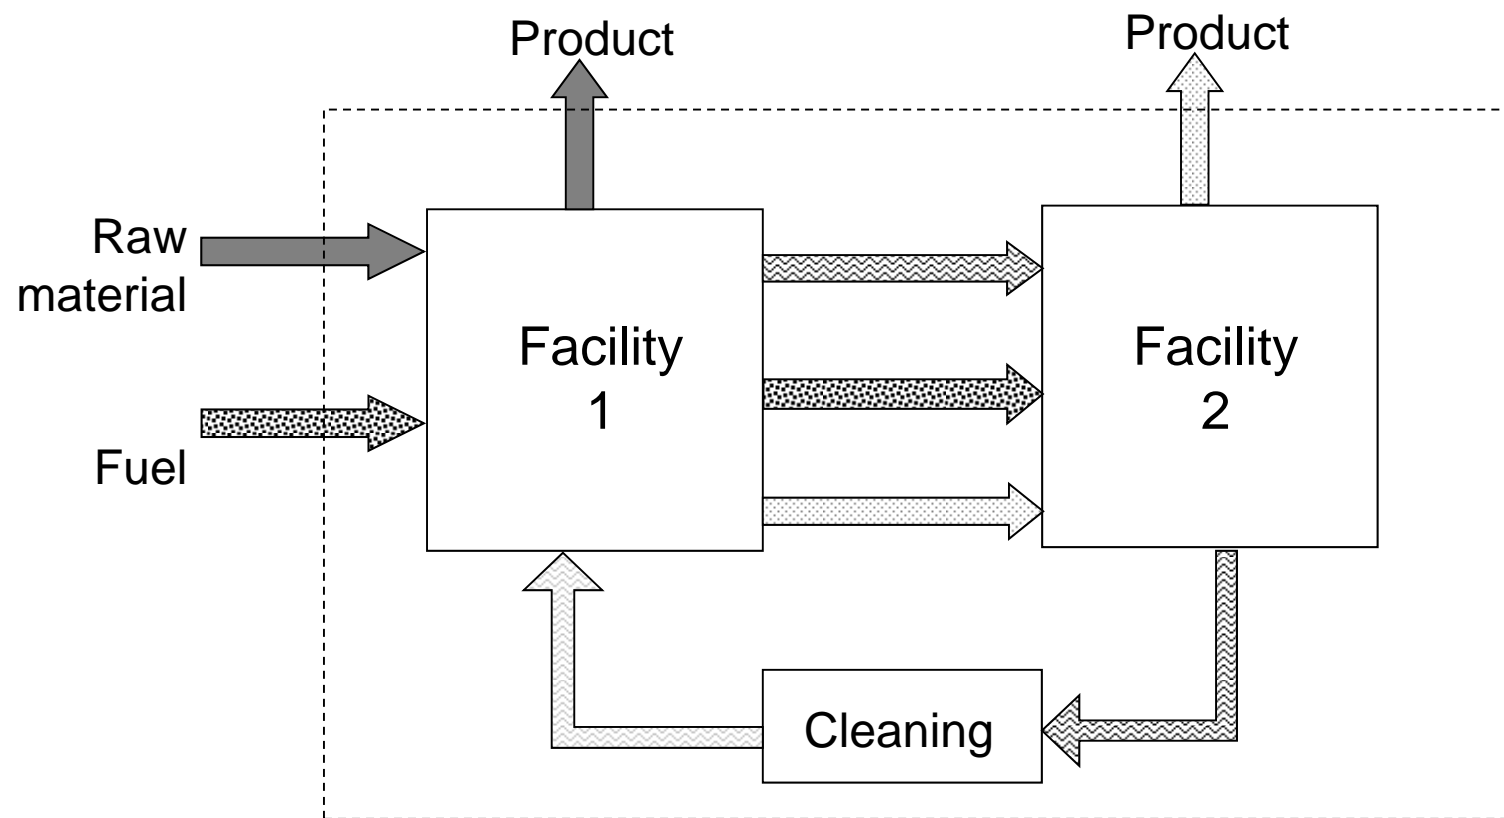 Product
Product
Raw
material
Fuel
Facility
1
Facility
2
Cleaning